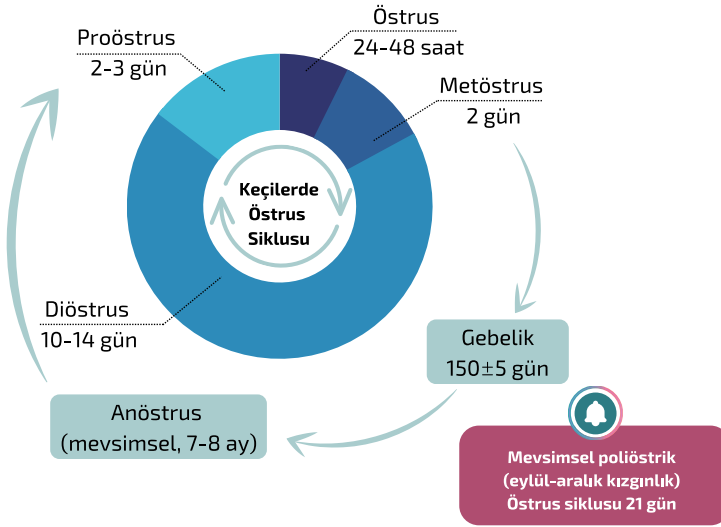 Östrus
24-48 saat
Proöstrus
2-3 gün
Metöstrus
2 gün
Keçilerde
Östrus
Siklusu
Diöstrus
10-14 gün
Gebelik
150±5 gün
Anöstrus
(mevsimsel, 7-8 ay)
Mevsimsel poliöstrik
(eylül-aralık kızgınlık)
Östrus siklusu 21 gün